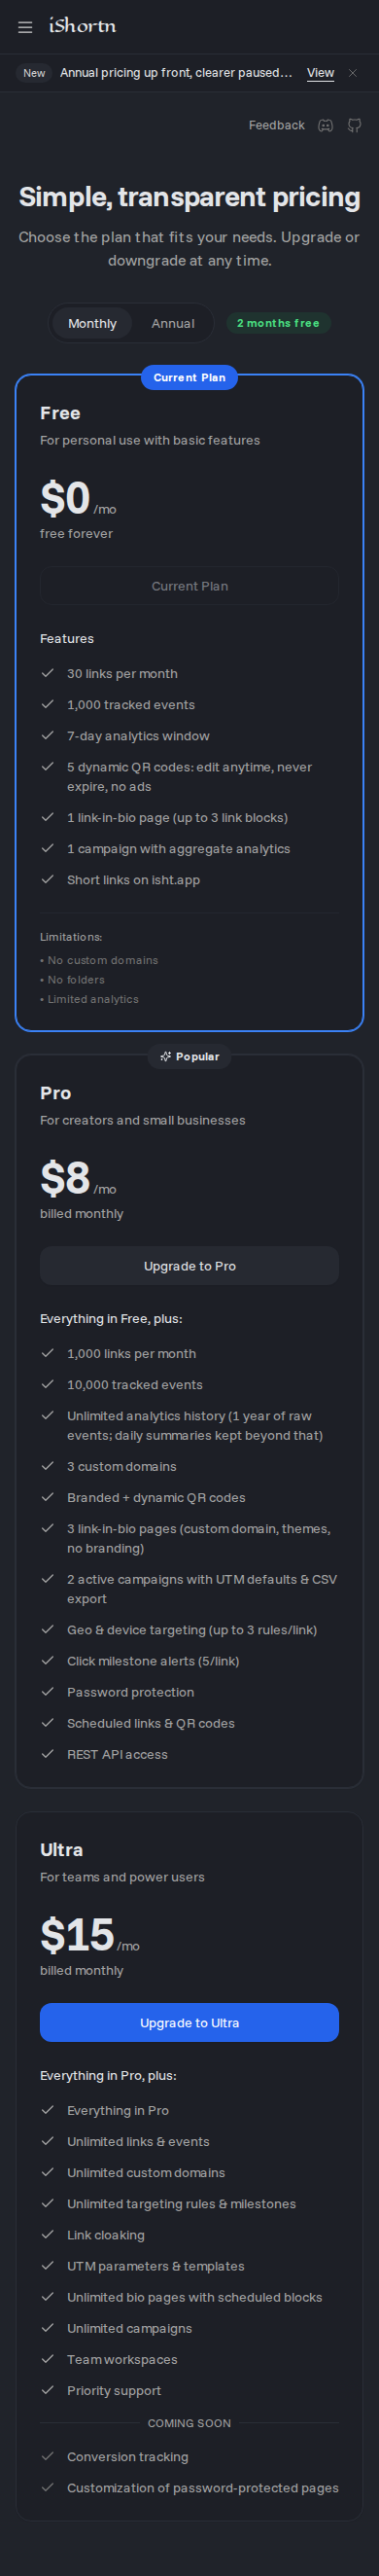 iShortn
New Annual pricing up front, clearer paused... View
Feedback
Simple, transparent pricing
Choose the plan that fits your needs. Upgrade or
downgrade at any time.
Monthly Annual 2 months free
Current Plan
Free
For personal use with basic features
$0 /mo
free forever
Current Plan
Features
30 links per month
1,000 tracked events
7-day analytics window
5 dynamic QR codes: edit anytime, never
expire, no ads
1 link-in-bio page (up to 3 link blocks)
1 campaign with aggregate analytics
Short links on isht.app
Limitations:
• No custom domains
• No folders
• Limited analytics
Popular
Pro
For creators and small businesses
$8 /mo
billed monthly
Upgrade to Pro
Everything in Free, plus:
1,000 links per month
10,000 tracked events
Unlimited analytics history (1 year of raw
events; daily summaries kept beyond that)
3 custom domains
Branded + dynamic QR codes
3 link-in-bio pages (custom domain, themes,
no branding)
2 active campaigns with UTM defaults & CSV
export
Geo & device targeting (up to 3 rules/link)
Click milestone alerts (5/link)
Password protection
Scheduled links & QR codes
REST API access
Ultra
For teams and power users
$15 /mo
billed monthly
Upgrade to Ultra
Everything in Pro, plus:
Everything in Pro
Unlimited links & events
Unlimited custom domains
Unlimited targeting rules & milestones
Link cloaking
UTM parameters & templates
Unlimited bio pages with scheduled blocks
Unlimited campaigns
Team workspaces
Priority support
COMING SOON
Conversion tracking
Customization of password-protected pages